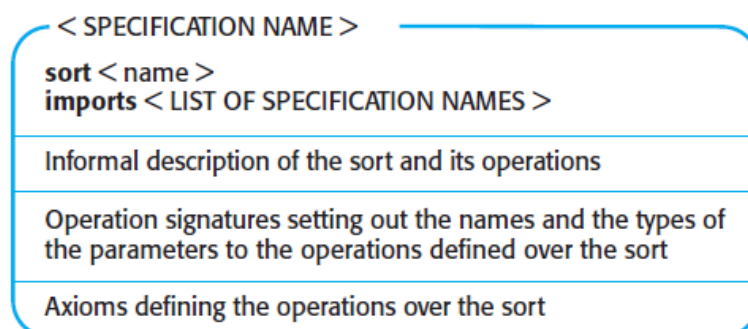 < SPECIFICATION NAME >
sort < name >
imports < LIST OF SPECIFICATION NAMES >
Informal description of the sort and its operations
Operation signatures setting out the names and the types of
the parameters to the operations defined over the sort
Axioms defining the operations over the sort